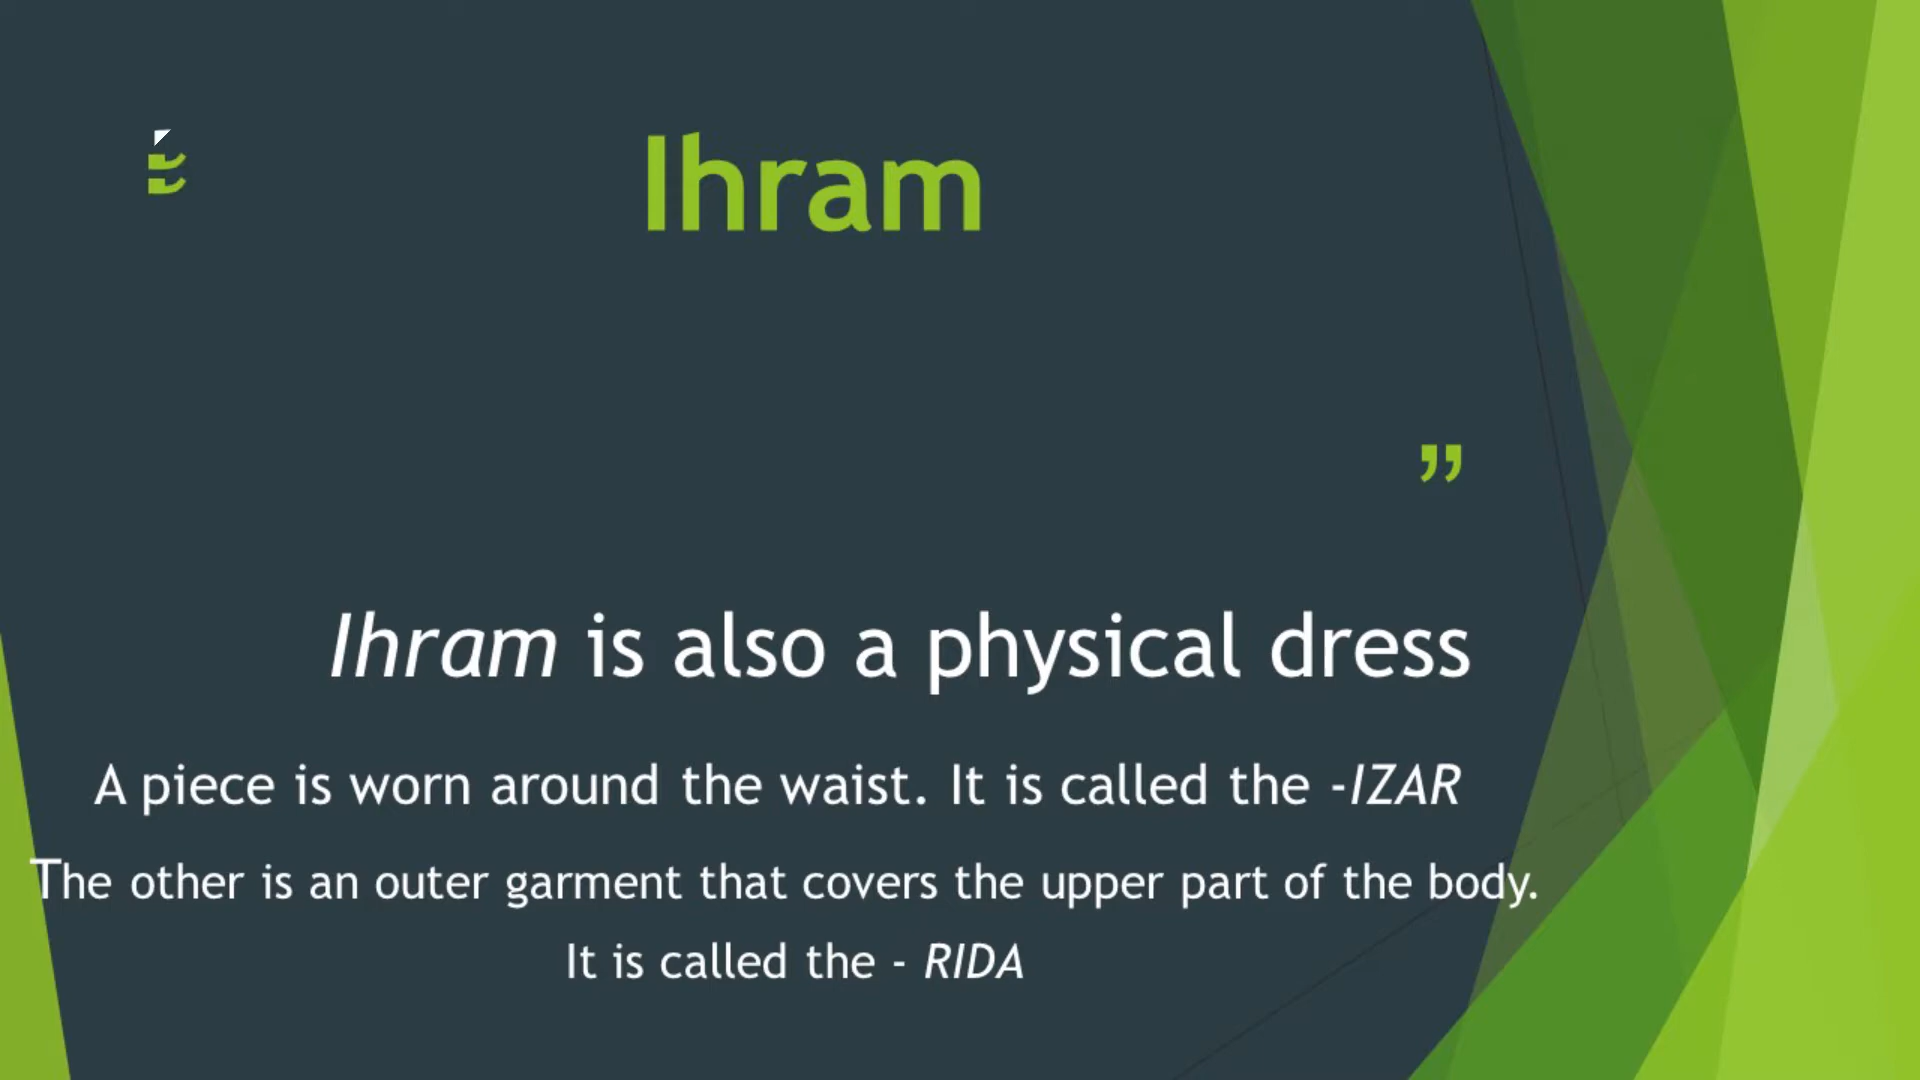 Ihram
”
Ihram is also a physical dress
A piece is worn around the waist. It is called the -IZAR
The other is an outer garment that covers the upper part of the body.
It is called the - RIDA